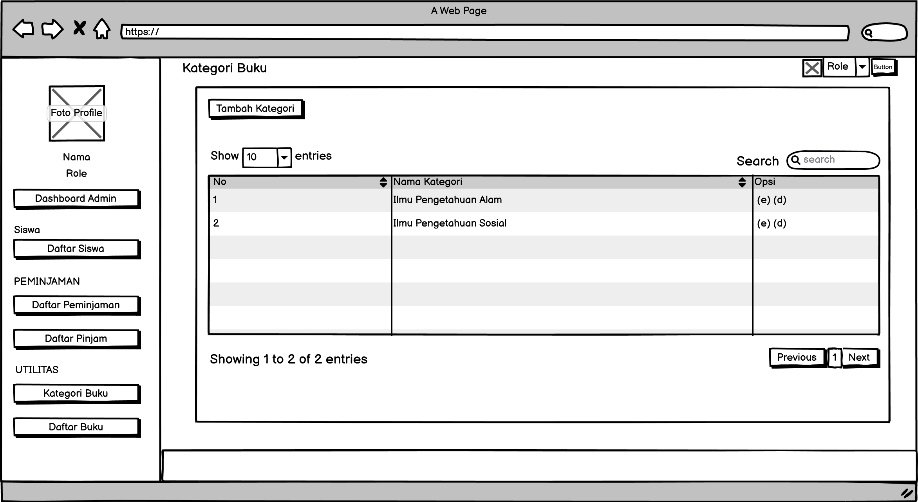 A Web Page
https://
Kategori Buku
Role
Button
Foto Profile
Nama
Role
Dashboard Admin
Siswa
Daftar Siswa
PEMINJAMAN
Daftar Peminjaman
Daftar Pinjam
UTILITAS
Kategori Buku
Daftar Buku
Tambah Kategori
Show 10 entries
Search search
No Nama Kategori Opsi
1 Ilmu Pengetahuan Alam (e) (d)
2 Ilmu Pengetahuan Sosial (e) (d)
Showing 1 to 2 of 2 entries
Previous 1 Next